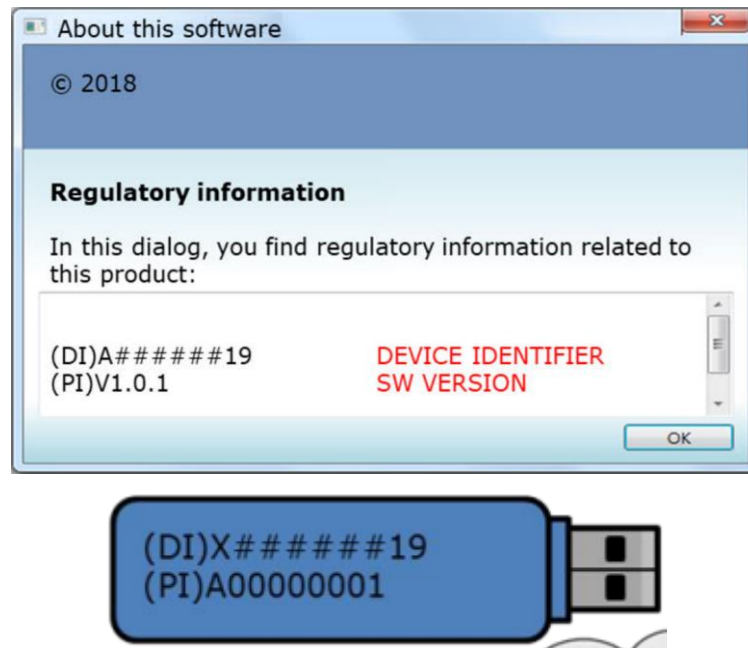 About this software
© 2018
Regulatory information
In this dialog, you find regulatory information related to
this product:
(DI)A######19 DEVICE IDENTIFIER
(PI)V1.0.1 SW VERSION
OK
(DI)X######19
(PI)A00000001